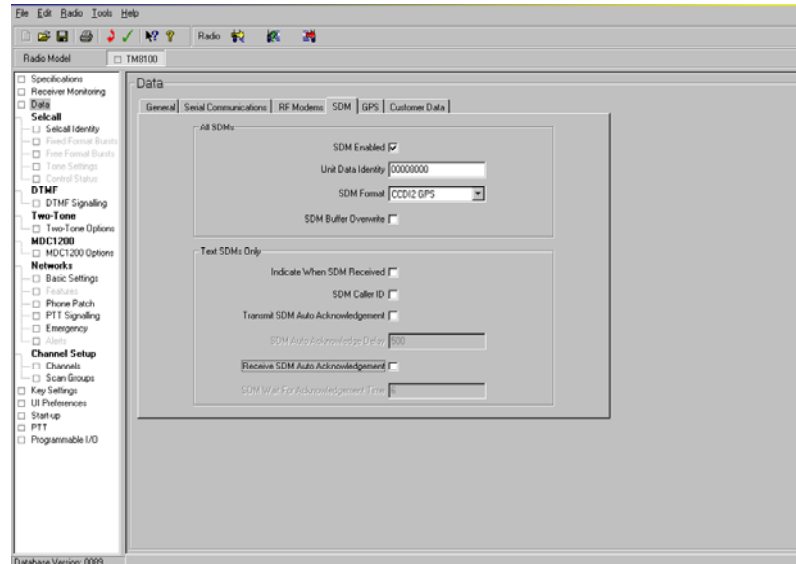 File Edit Radio Tools Help
Radio
Radio Model
TM8100
Specifications
Receiver Monitoring
Data
Selcall
Selcall Identity
Fixed Format Bursts
Free Format Bursts
Tone Settings
Control Status
DTMF
DTMF Signaling
Two-Tone
Two-Tone Options
MDC1200
MDC1200 Options
Networks
Basic Settings
Features
Phone Patch
PTT Signalling
Emergency
Alerts
Channel Setup
Channels
Scan Groups
Key Settings
UI Preferences
Start-up
PTT
Programmable I/O
Data
General Serial Communications RF Modems SDM GPS Customer Data
All SDMs
SDM Enabled
Unit Data Identity 00000000
SDM Format CCDI2 GPS
SDM Buffer Overwrite
Text SDMs Only
Indicate When SDM Received
SDM Caller ID
Transmit SDM Auto Acknowledgement
SDM Auto Acknowledge Delay 500
Receive SDM Auto Acknowledgement
SDM Wait For Acknowledgement Time 6
Database Version: 0089